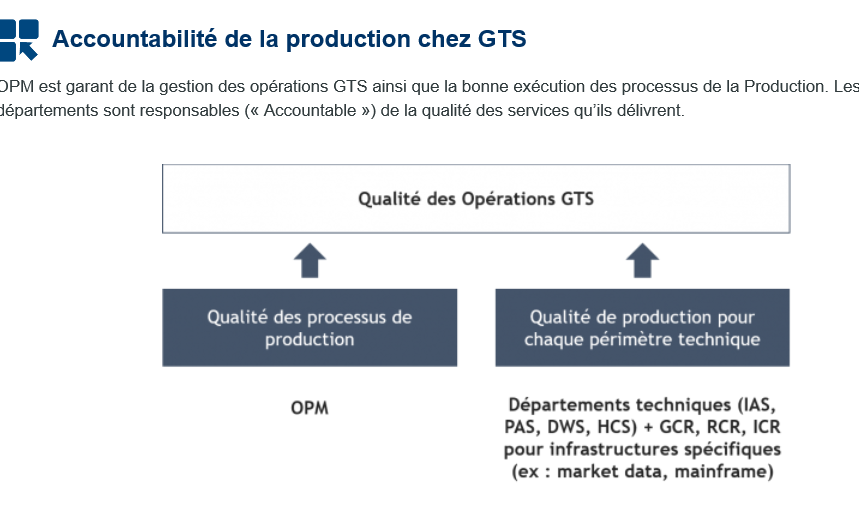 Accountabilité de la production chez GTS
OPM est garant de la gestion des opérations GTS ainsi que la bonne exécution des processus de la Production. Les
départements sont responsables (« Accountable ») de la qualité des services qu'ils délivrent.
Qualité des Opérations GTS
Qualité des processus de
production
Qualité de production pour
chaque périmètre technique
OPM
Départements techniques (IAS,
PAS, DWS, HCS) + GCR, RCR, ICR
pour infrastructures spécifiques
(ex : market data, mainframe)